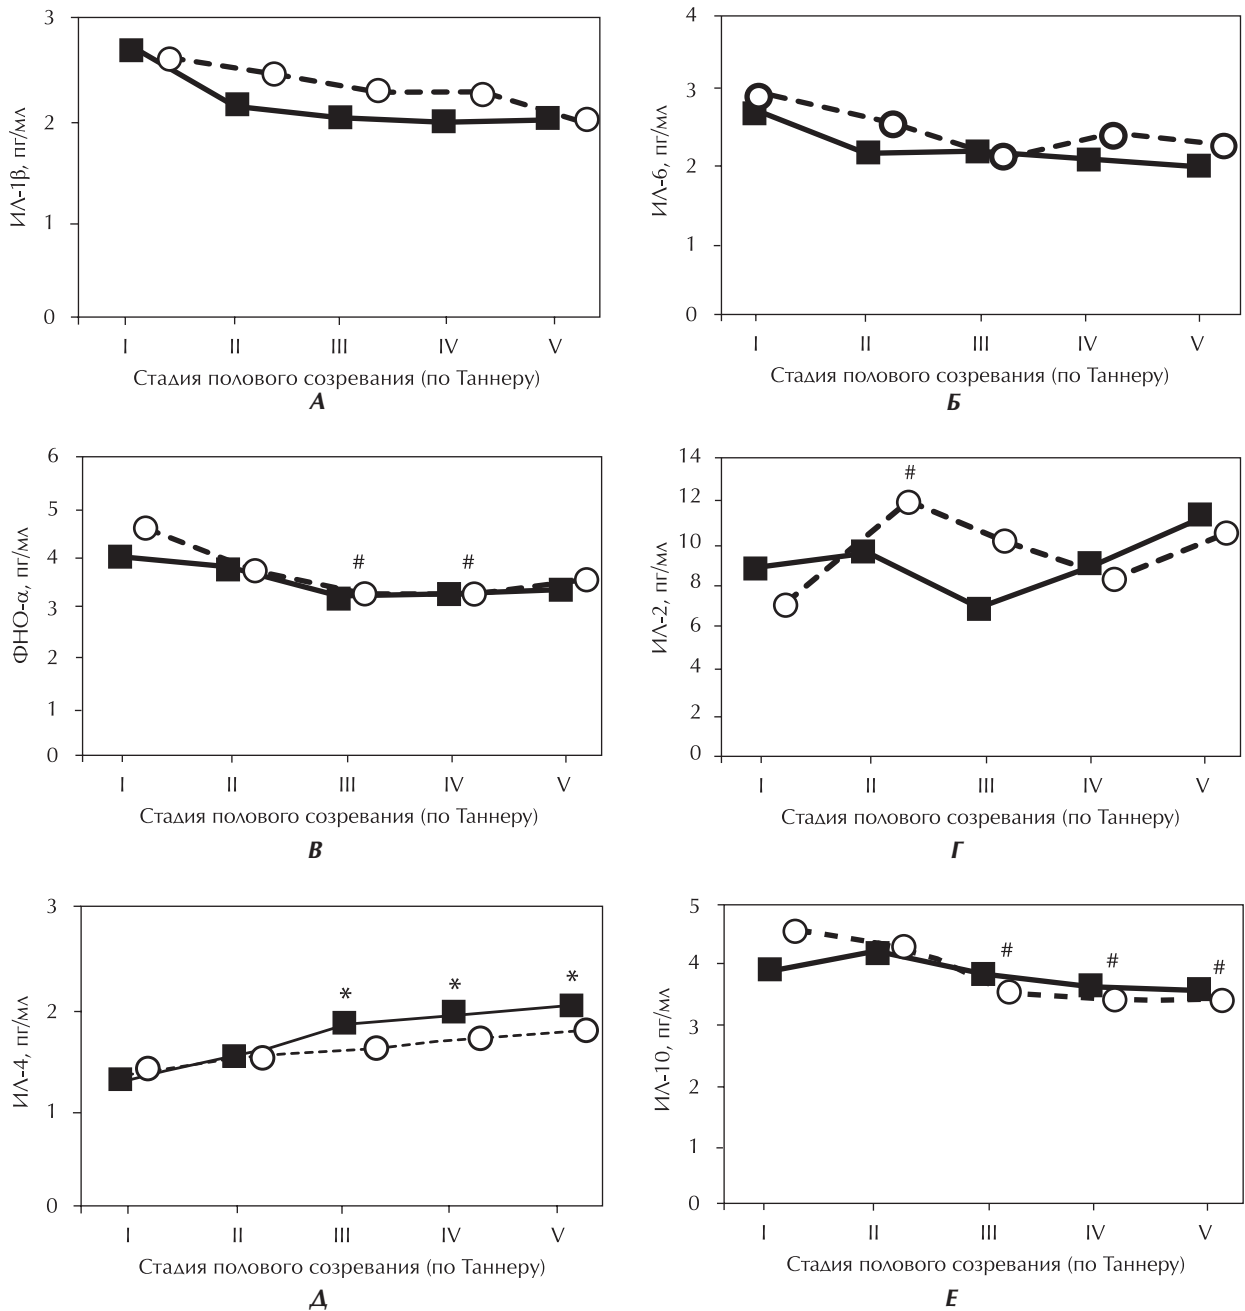 3
2
1
0
ИЛ-1β, пг/мл
I II III IV V
Стадия полового созревания (по Таннеру)
А
4
3
2
1
0
ИЛ-6, пг/мл
I II III IV V
Стадия полового созревания (по Таннеру)
Б
6
5
4
3
2
1
0
ФНО-α, пг/мл
# #
I II III IV V
Стадия полового созревания (по Таннеру)
В
14
12
10
8
6
4
2
0
ИЛ-2, пг/мл
#
I II III IV V
Стадия полового созревания (по Таннеру)
Г
3
2
1
0
ИЛ-4, пг/мл
* * *
I II III IV V
Стадия полового созревания (по Таннеру)
Д
5
4
3
2
1
0
ИЛ-10, пг/мл
# # #
I II III IV V
Стадия полового созревания (по Таннеру)
Е